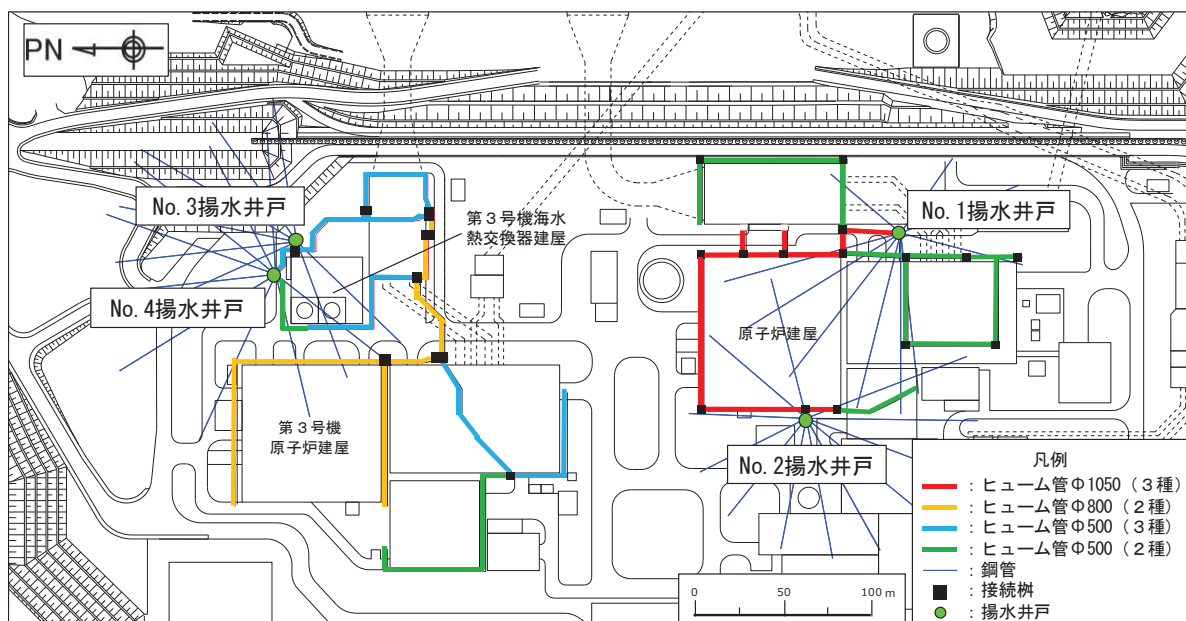 PN
No.3揚水井戸
第3号機海水
熱交換器建屋
No.1揚水井戸
No.4揚水井戸
原子炉建屋
第3号機
原子炉建屋
No.2揚水井戸
凡例
：ヒューム管Φ1050（3種）
：ヒューム管Φ800（2種）
：ヒューム管Φ500（3種）
：ヒューム管Φ500（2種）
：鋼管
：接続桝
：揚水井戸
0 50 100 m